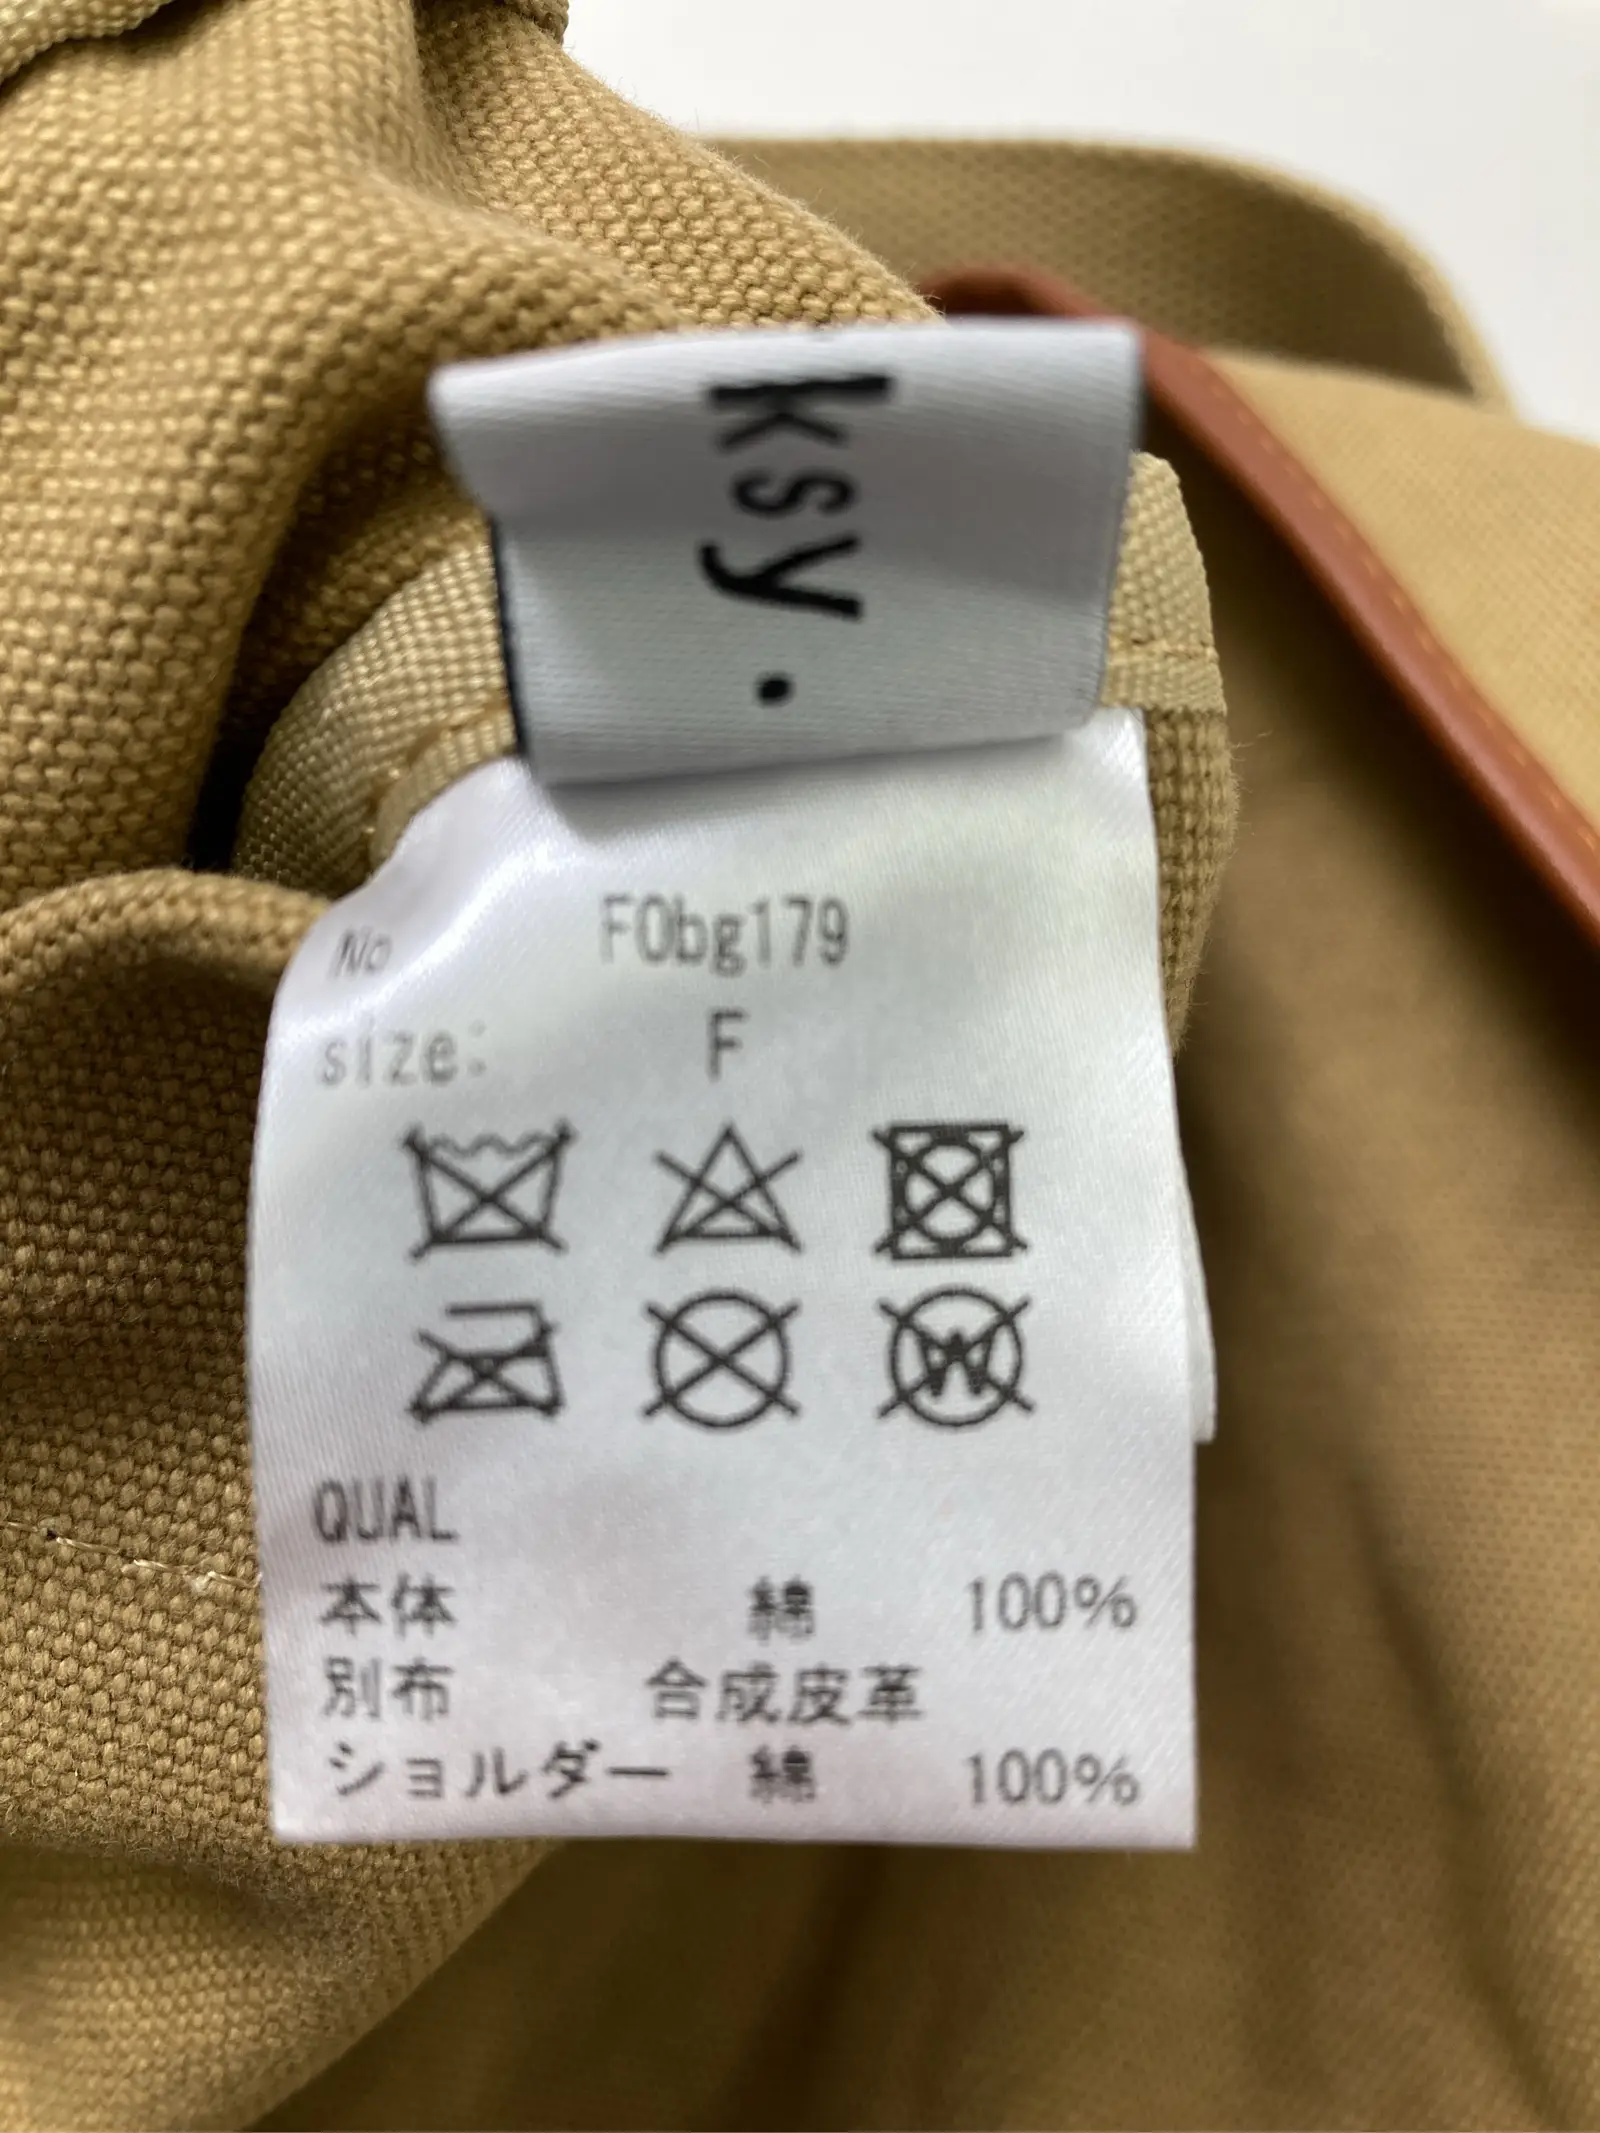 ksy.
No F0bg179
size: F
W
QUAL
本体 綿 100%
別布 合成皮革
ショルダー 綿 100%